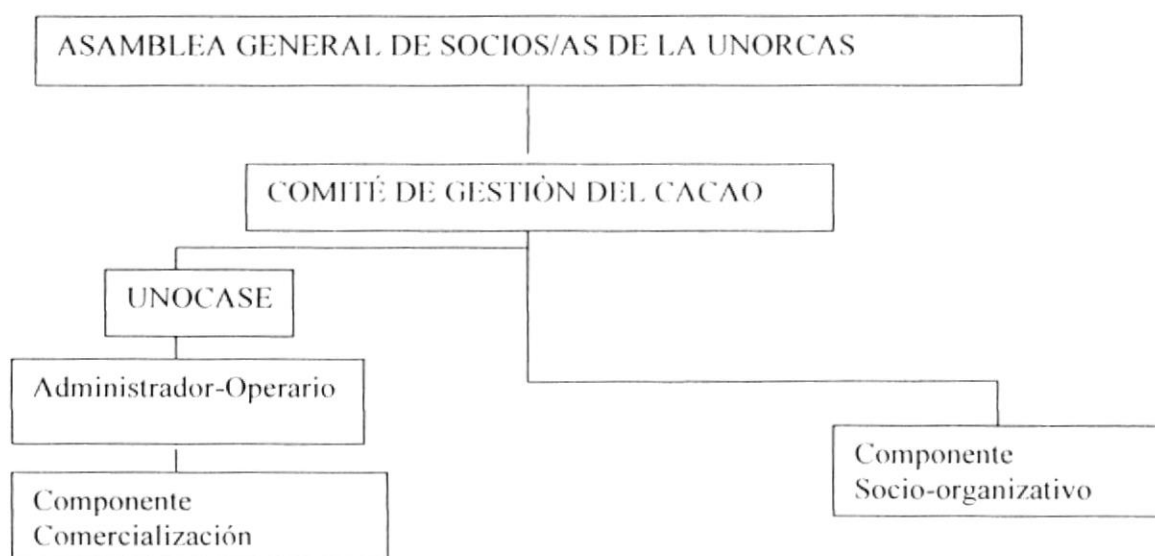 ASAMBLEA GENERAL DE SOCIOS/AS DE LA UNORCAS
COMITÉ DE GESTIÓN DEL CACAO
UNOCASE
Administrador-Operario
Componente
Socio-organizativo
Componente
Comercialización